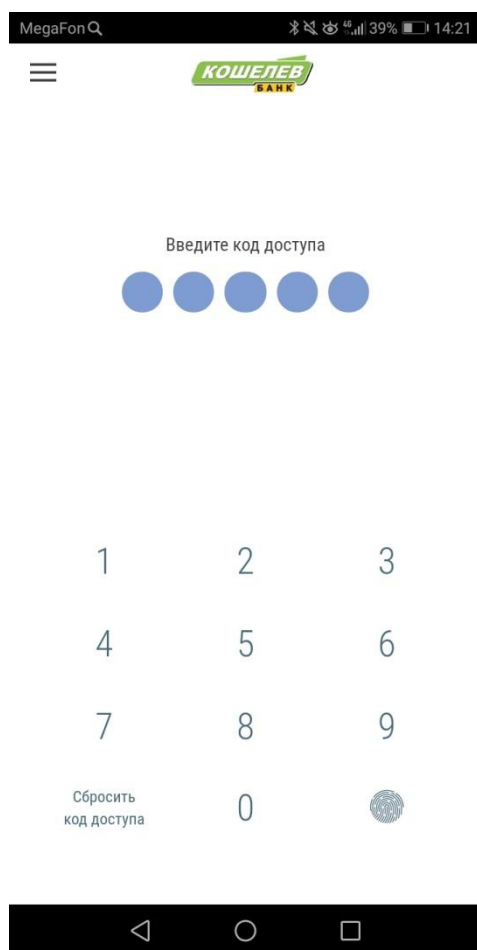 MegaFon 39% 14:21
КОШЕЛЕВ
БАНК
Введите код доступа
1 2 3
4 5 6
7 8 9
Сбросить
код доступа
0